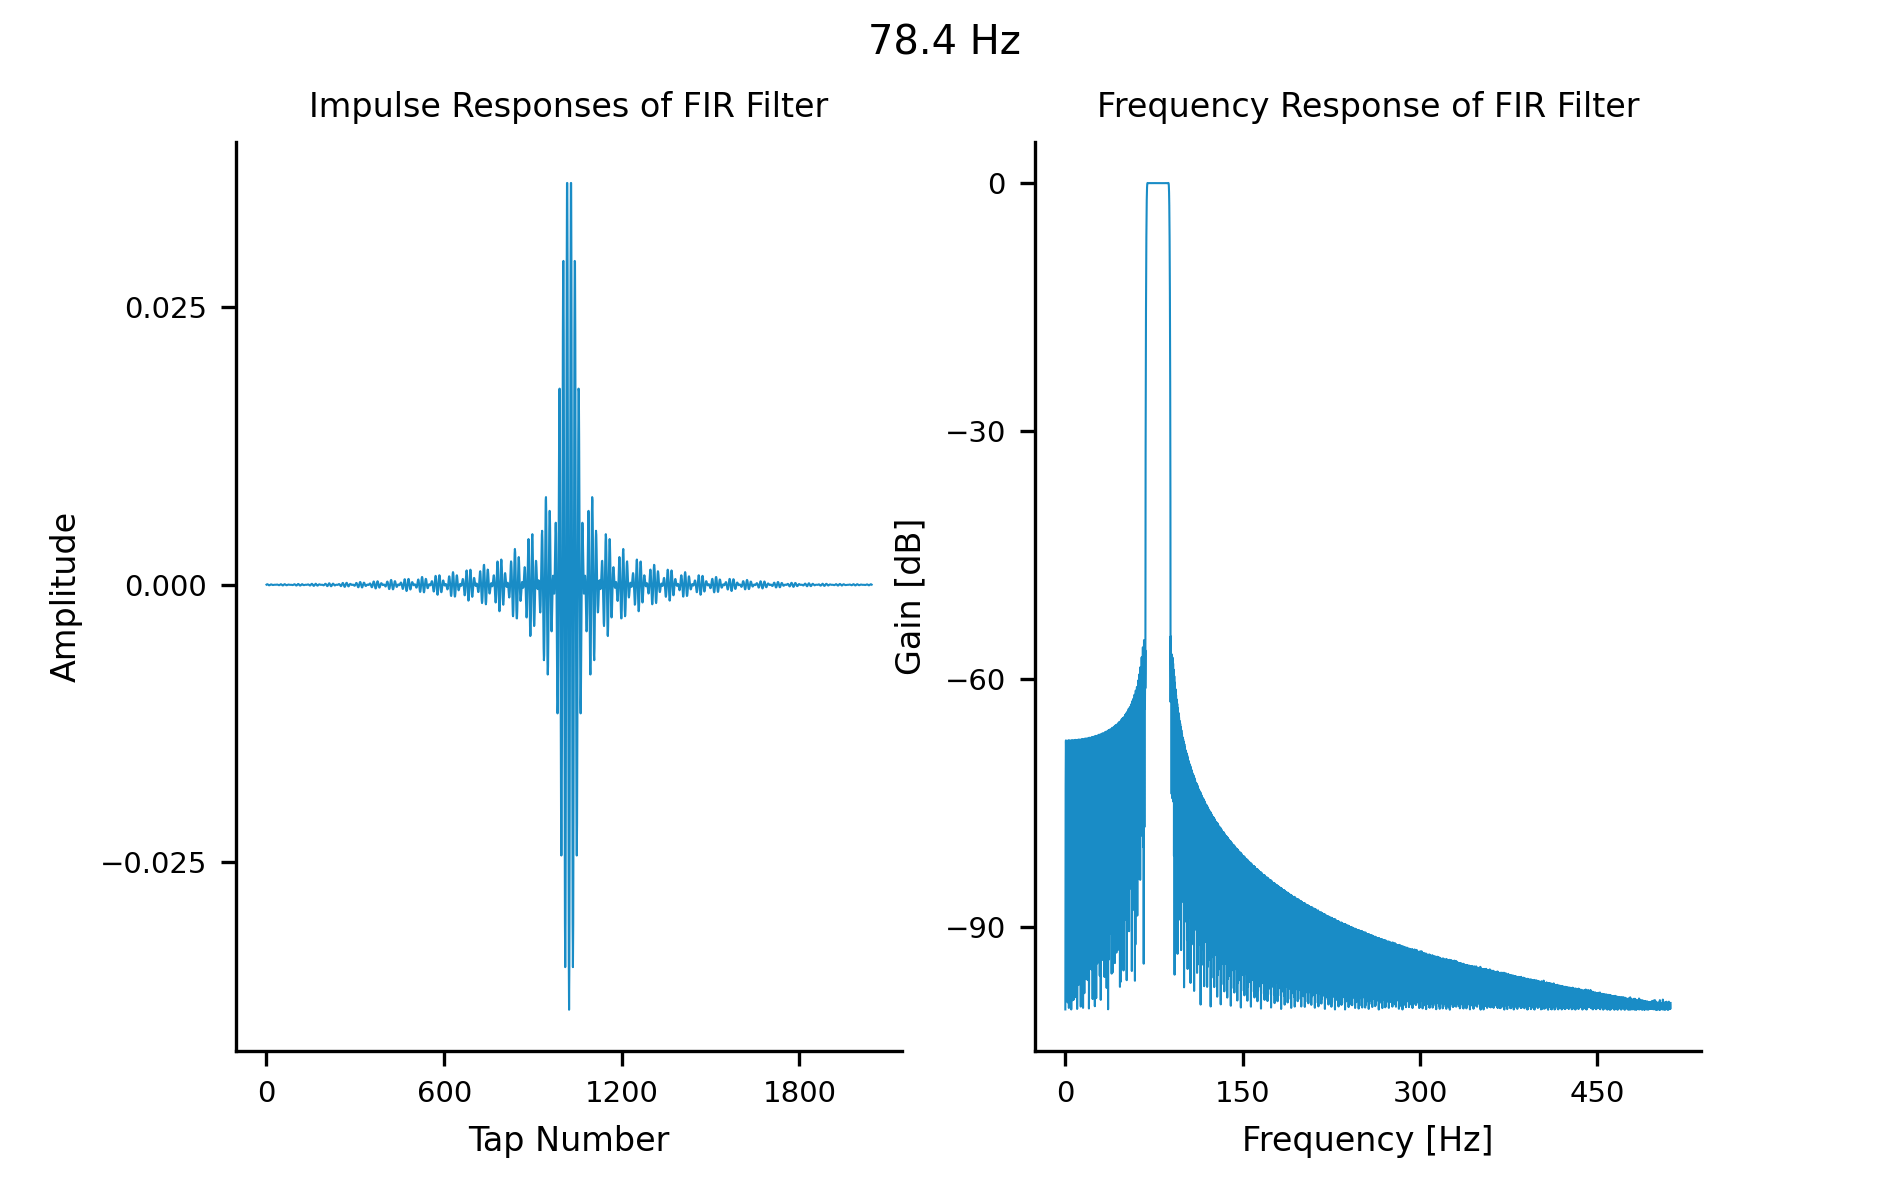 78.4 Hz
Impulse Responses of FIR Filter
Amplitude
0.025
0.000
−0.025
0 600 1200 1800
Tap Number
Frequency Response of FIR Filter
Gain [dB]
0
−30
−60
−90
0 150 300 450
Frequency [Hz]